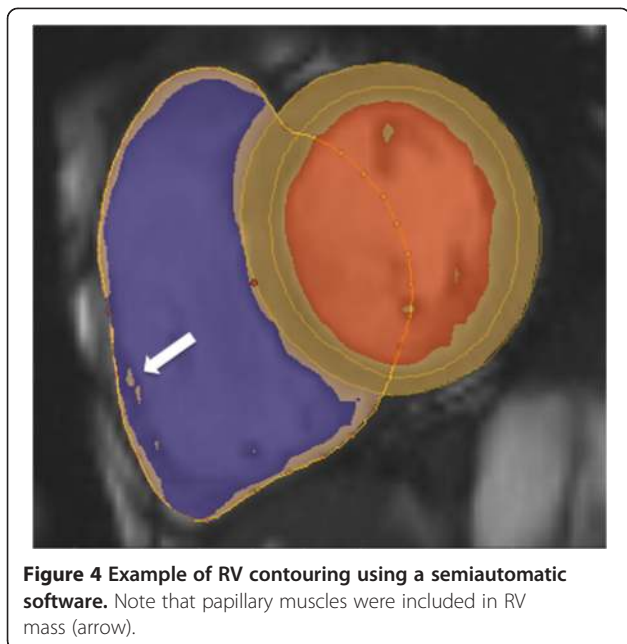 Figure 4 Example of RV contouring using a semiautomatic
software. Note that papillary muscles were included in RV
mass (arrow).